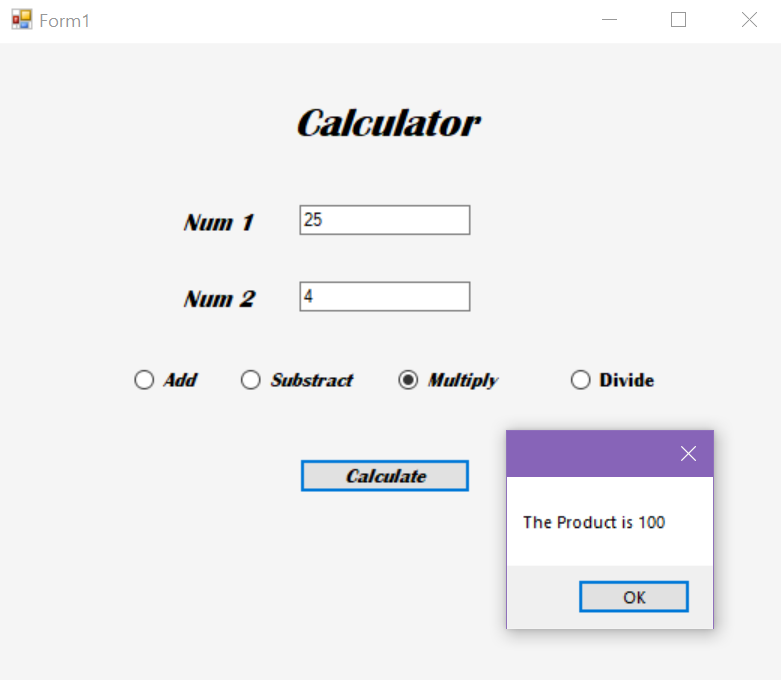 Form1
Calculator
Num 1 25
Num 2 4
Add Substract Multiply Divide
Calculate
The Product is 100
OK